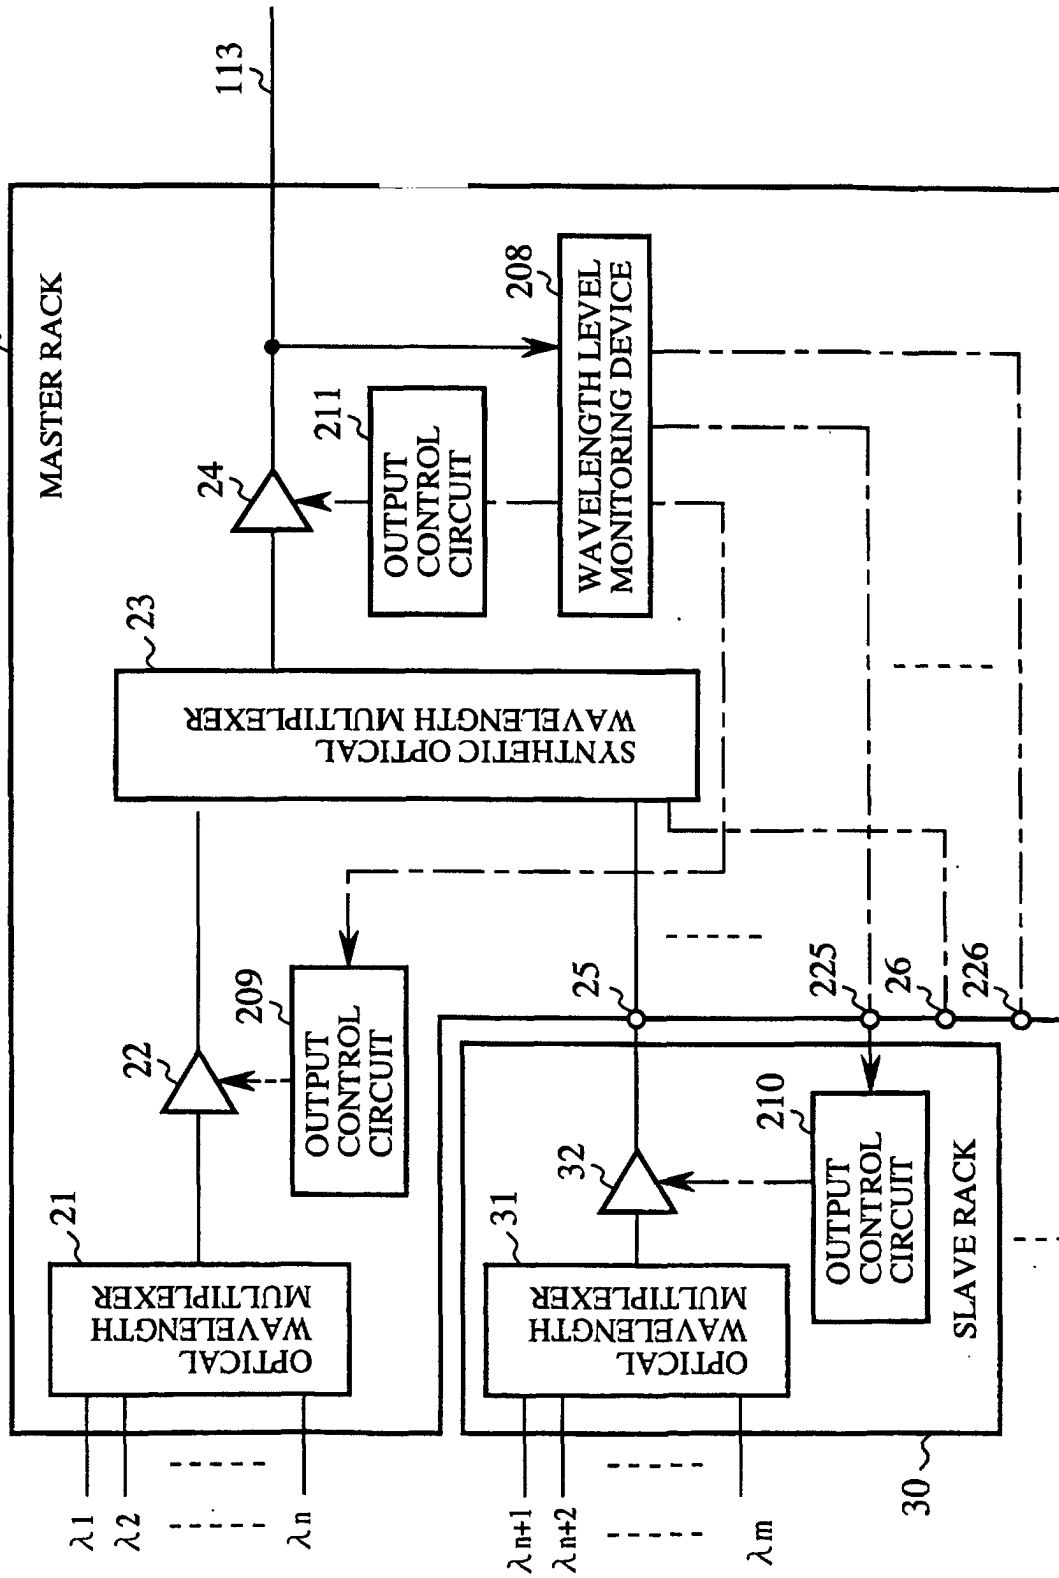 MASTER RACK
113
24
211
OUTPUT
CONTROL
CIRCUIT
208
WAVELENGTH LEVEL
MONITORING DEVICE
23
SYNTHETIC OPTICAL
WAVELENGTH MULTIPLEXER
22
209
OUTPUT
CONTROL
CIRCUIT
21
OPTICAL
WAVELENGTH
MULTIPLEXER
λ1
λ2
λn
25
225
26
226
32
210
OUTPUT
CONTROL
CIRCUIT
31
OPTICAL
WAVELENGTH
MULTIPLEXER
SLAVE RACK
λn+1
λn+2
λm
30